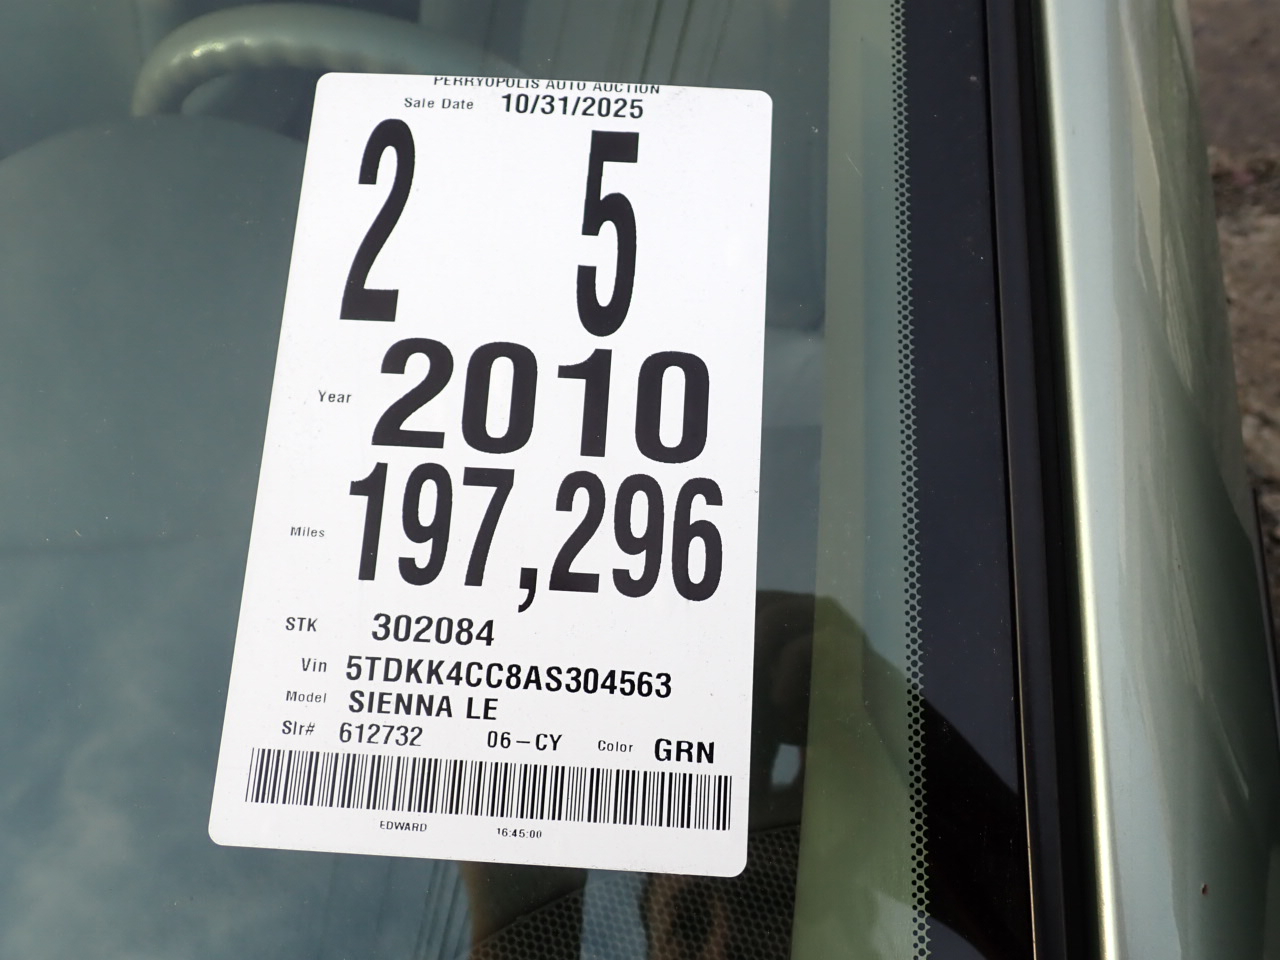 PERRYOPOLIS AUTO AUCTION
Sale Date 10/31/2025
2 5
Year 2010
Miles 197,296
STK 302084
Vin 5TDKK4CC8AS304563
Model SIENNA LE
Slr# 612732 06-CY Color GRN
EDWARD 16:45:00